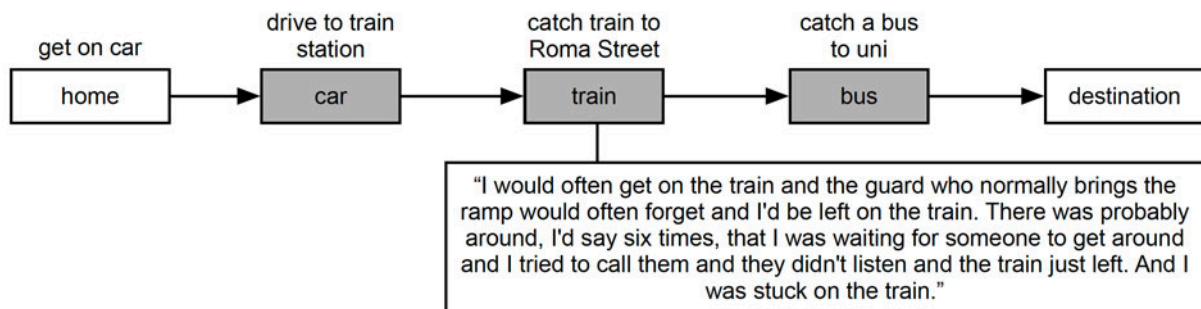 get on car
drive to train
station
catch train to
Roma Street
catch a bus
to uni
home
car
train
bus
destination
“I would often get on the train and the guard who normally brings the
ramp would often forget and I'd be left on the train. There was probably
around, I'd say six times, that I was waiting for someone to get around
and I tried to call them and they didn't listen and the train just left. And I
was stuck on the train.”